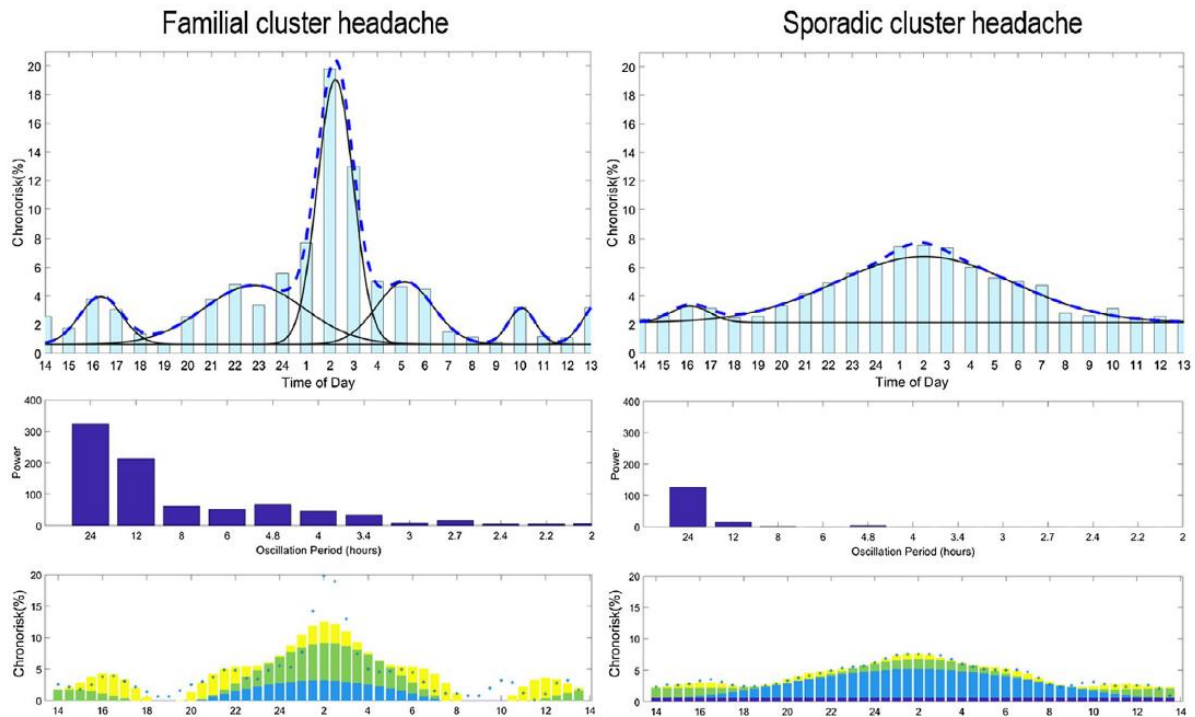 Familial cluster headache
Sporadic cluster headache
Chronorisk(%)
20
18
16
14
12
10
8
6
4
2
0
14 15 16 17 18 19 20 21 22 23 24 1 2 3 4 5 6 7 8 9 10 11 12 13
Time of Day
Chronorisk(%)
20
18
16
14
12
10
8
6
4
2
0
14 15 16 17 18 19 20 21 22 23 24 1 2 3 4 5 6 7 8 9 10 11 12 13
Time of Day
Power
400
300
200
100
0
24 12 8 6 4.8 4 3.4 3 2.7 2.4 2.2 2
Oscillation Period (hours)
Power
400
300
200
100
0
24 12 8 6 4.8 4 3.4 3 2.7 2.4 2.2 2
Oscillation Period (hours)
Chronorisk(%)
20
15
10
5
0
14 16 18 20 22 24 2 4 6 8 10 12 14
Chronorisk(%)
20
15
10
5
0
14 16 18 20 22 24 2 4 6 8 10 12 14